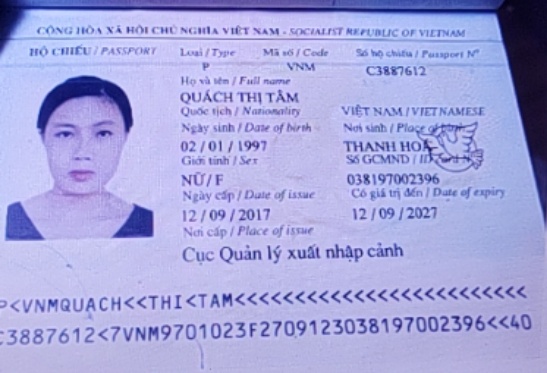 CỘNG HÒA XÃ HỘI CHỦ NGHĨA VIỆT NAM - SOCIALIST REPUBLIC OF VIETNAM
HỘ CHIẾU / PASSPORT Loại / Type Mã số / Code Số hộ chiếu / Passport Nº
P VNM C3887612
Họ và tên / Full name
QUÁCH THỊ TÂM
Quốc tịch / Nationality VIỆT NAM / VIETNAMESE
Ngày sinh / Date of birth Nơi sinh / Place of birth
02 / 01 / 1997 THANH HOÁ
Giới tính / Sex Số GCMND / ID Card Nº
NỮ / F 038197002396
Ngày cấp / Date of issue Có giá trị đến / Date of expiry
12 / 09 / 2017 12 / 09 / 2027
Nơi cấp / Place of issue
Cục Quản lý xuất nhập cảnh
P<VNMQUACH<<THI<TAM<<<<<<<<<<<<<<<<<<<<<<<<<
C3887612<7VNM9701023F2709123038197002396<<40